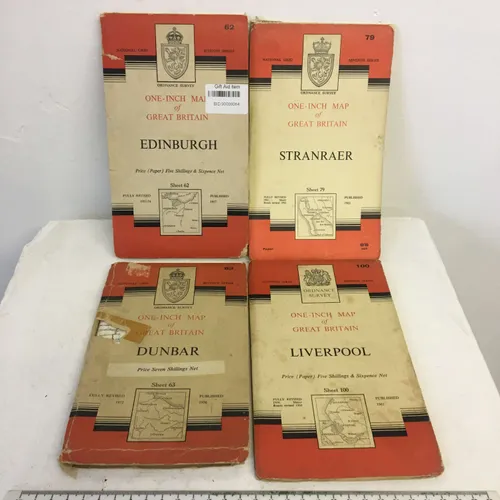 62
NATIONAL GRID
SEVENTH SERIES
ORDNANCE SURVEY
Gift Aid Item
ONE-INCH MAP
of
GREAT BRITAIN
EDINBURGH
Price (Paper) Five Shillings & Sixpence Net
Sheet 62
FULLY REVISED
PUBLISHED
79
NATIONAL GRID
SEVENTH SERIES
ORDNANCE SURVEY
ONE-INCH MAP
of
GREAT BRITAIN
STRANRAER
Sheet 79
FULLY REVISED
PUBLISHED
ORDNANCE SURVEY
ONE-INCH MAP
of
GREAT BRITAIN
DUNBAR
Price Seven Shillings Net
Sheet 63
FULLY REVISED
PUBLISHED
100
ORDNANCE
SURVEY
ONE-INCH MAP
of
GREAT BRITAIN
LIVERPOOL
Price (Paper) Five Shillings & Sixpence Net
Sheet 100
FULLY REVISED
PUBLISHED